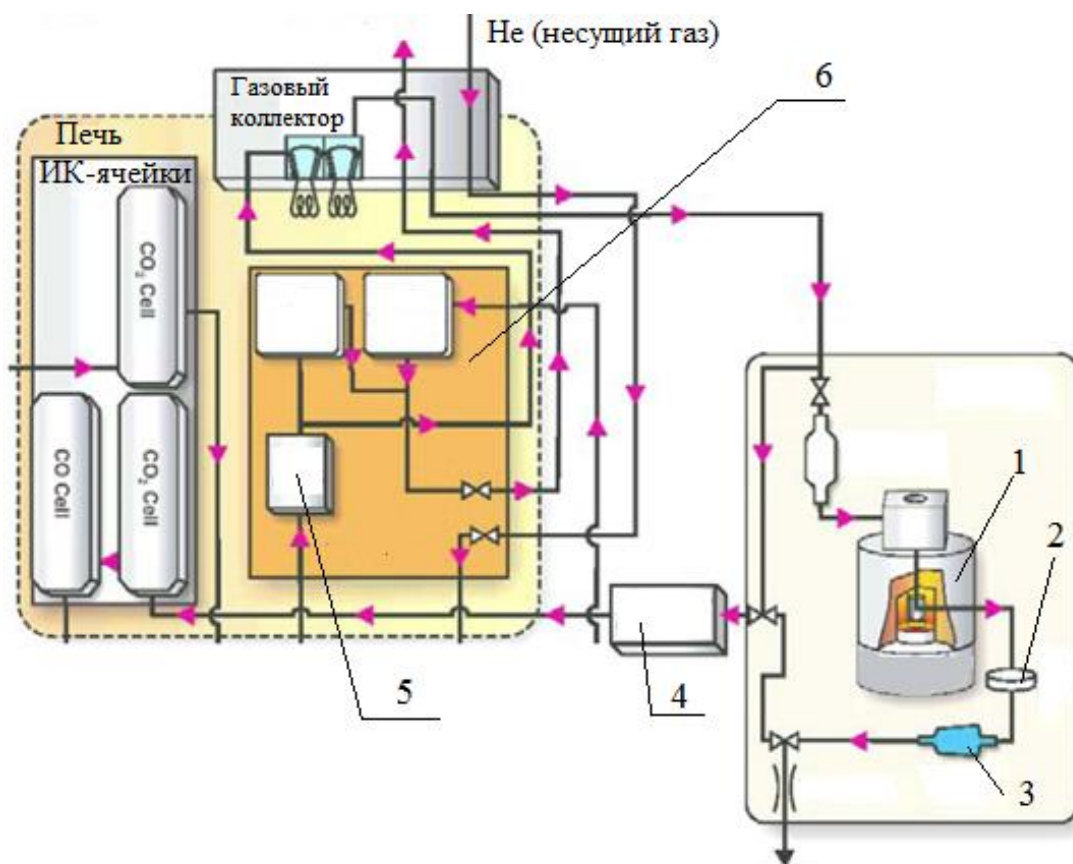 Не (несущий газ)
6
Газовый
коллектор
Печь
ИК-ячейки
CO₂ Cell
CO Cell
CO₂ Cell
1
2
3
4
5